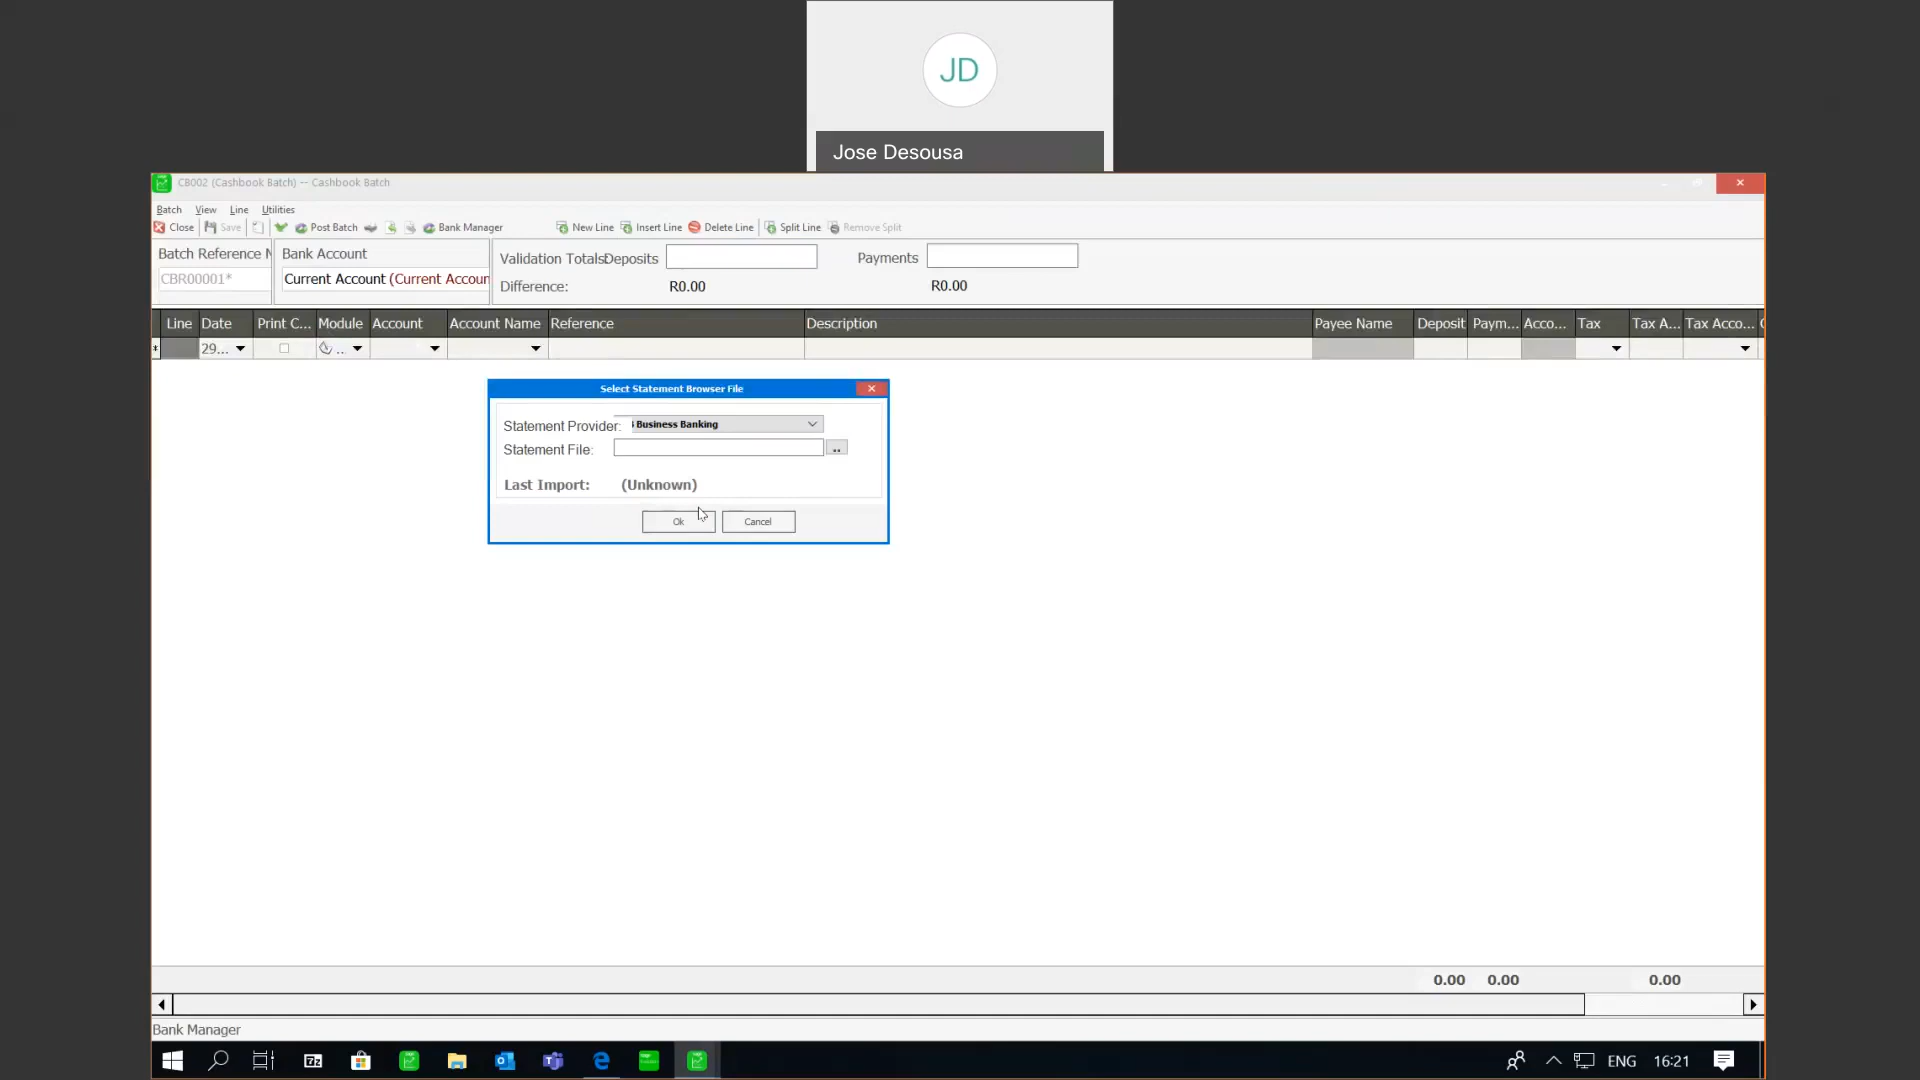 JD
Jose Desousa
CB002 (Cashbook Batch) -- Cashbook Batch
Batch View Line Utilities
Close Save Post Batch Bank Manager New Line Insert Line Delete Line Split Line Remove Split
Batch Reference N Bank Account Validation Totals Deposits Payments
CBR00001* Current Account (Current Accoun Difference: R0.00 R0.00
Line Date Print C... Module Account Account Name Reference Description Payee Name Deposit Paym... Acco... Tax Tax A... Tax Acco...
29... ...
Select Statement Browser File
Statement Provider: Business Banking
Statement File: ..
Last Import: (Unknown)
Ok Cancel
0.00 0.00 0.00
Bank Manager
7z ENG 16:21